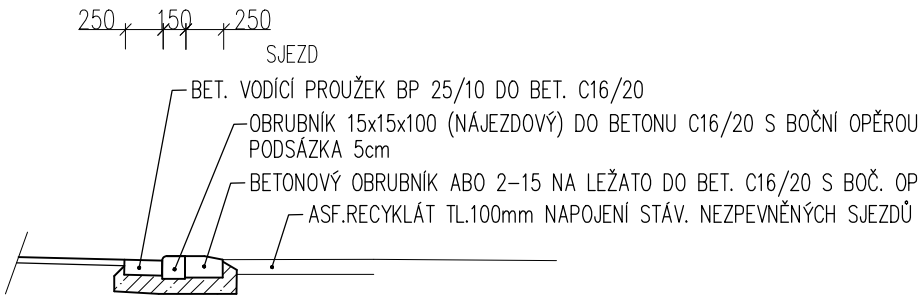 250 150 250
SJEZD
BET. VODÍCÍ PROUŽEK BP 25/10 DO BET. C16/20
OBRUBNÍK 15x15x100 (NÁJEZDOVÝ) DO BETONU C16/20 S BOČNÍ OPĚROU
PODSÁZKA 5cm
BETONOVÝ OBRUBNÍK ABO 2-15 NA LEŽATO DO BET. C16/20 S BOČ. OP
ASF.RECYKLÁT TL.100mm NAPOJENÍ STÁV. NEZPEVNĚNÝCH SJEZDŮ